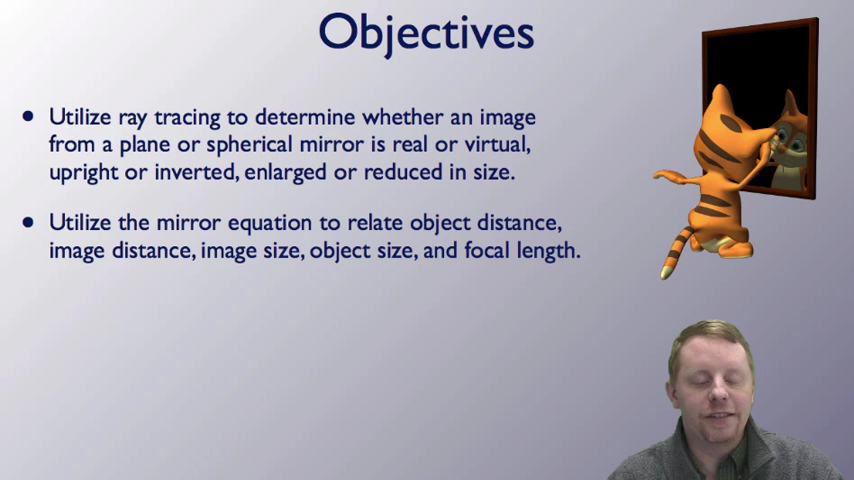 Objectives
• Utilize ray tracing to determine whether an image
from a plane or spherical mirror is real or virtual,
upright or inverted, enlarged or reduced in size.
• Utilize the mirror equation to relate object distance,
image distance, image size, object size, and focal length.